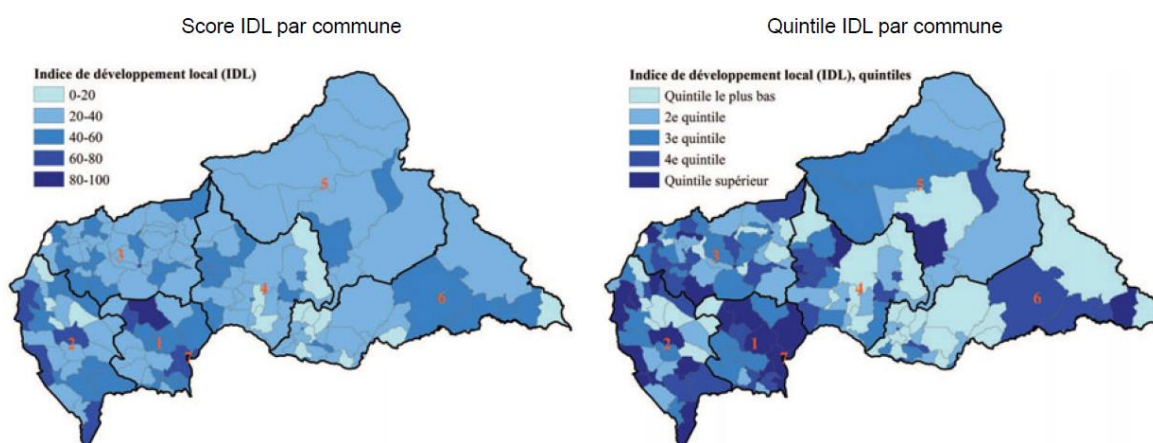 Score IDL par commune
Indice de développement local (IDL)
0-20
20-40
40-60
60-80
80-100
5
3
4
6
2
1
7
Quintile IDL par commune
Indice de développement local (IDL), quintiles
Quintile le plus bas
2e quintile
3e quintile
4e quintile
Quintile supérieur
5
3
4
6
2
1
7